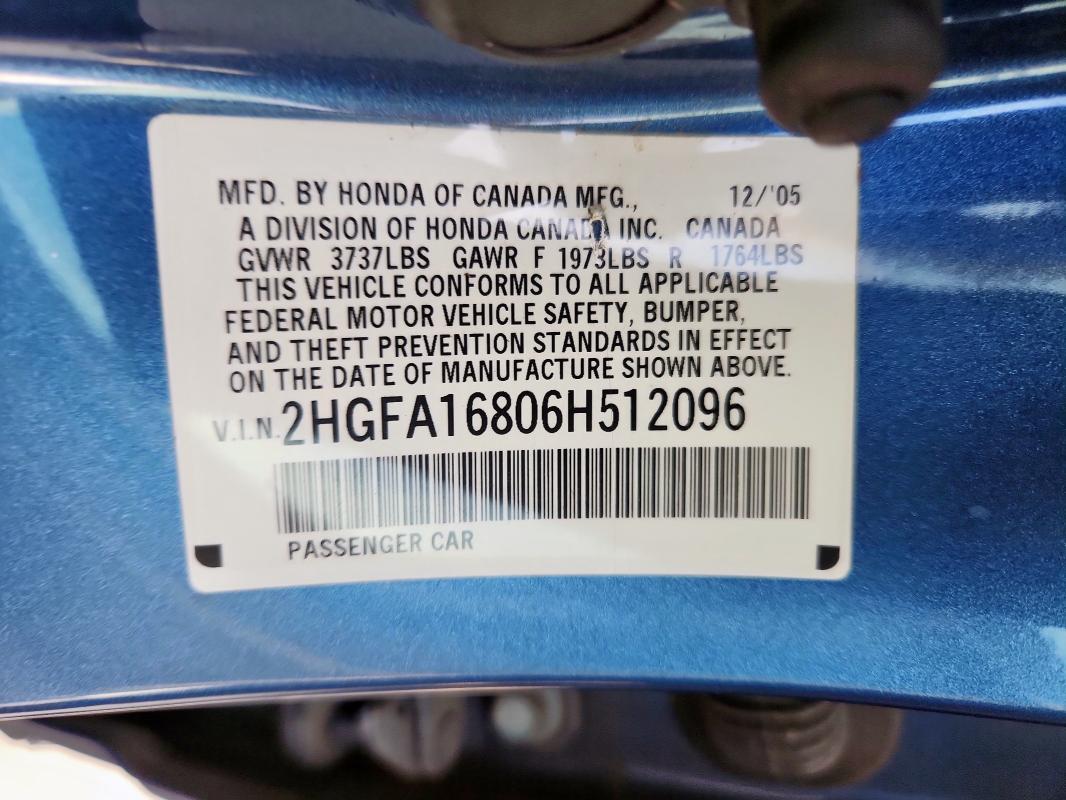 MFD. BY HONDA OF CANADA MFG., 12/'05
A DIVISION OF HONDA CANADA INC. CANADA
GVWR 3737LBS GAWR F 1973LBS R 1764LBS
THIS VEHICLE CONFORMS TO ALL APPLICABLE
FEDERAL MOTOR VEHICLE SAFETY, BUMPER,
AND THEFT PREVENTION STANDARDS IN EFFECT
ON THE DATE OF MANUFACTURE SHOWN ABOVE.
V.I.N. 2HGFA16806H512096
PASSENGER CAR